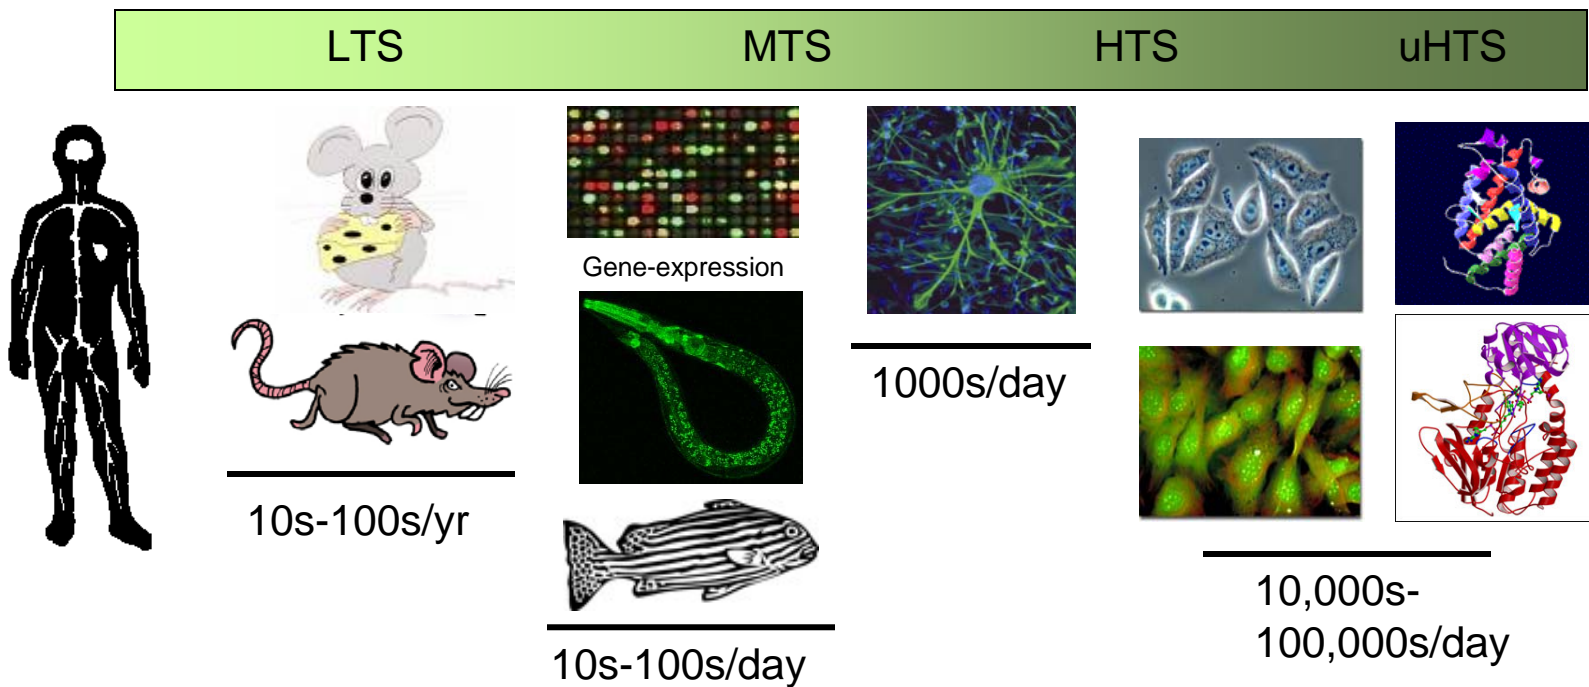 LTS MTS HTS uHTS
Gene-expression
1000s/day
10s-100s/yr
10,000s-
100,000s/day
10s-100s/day